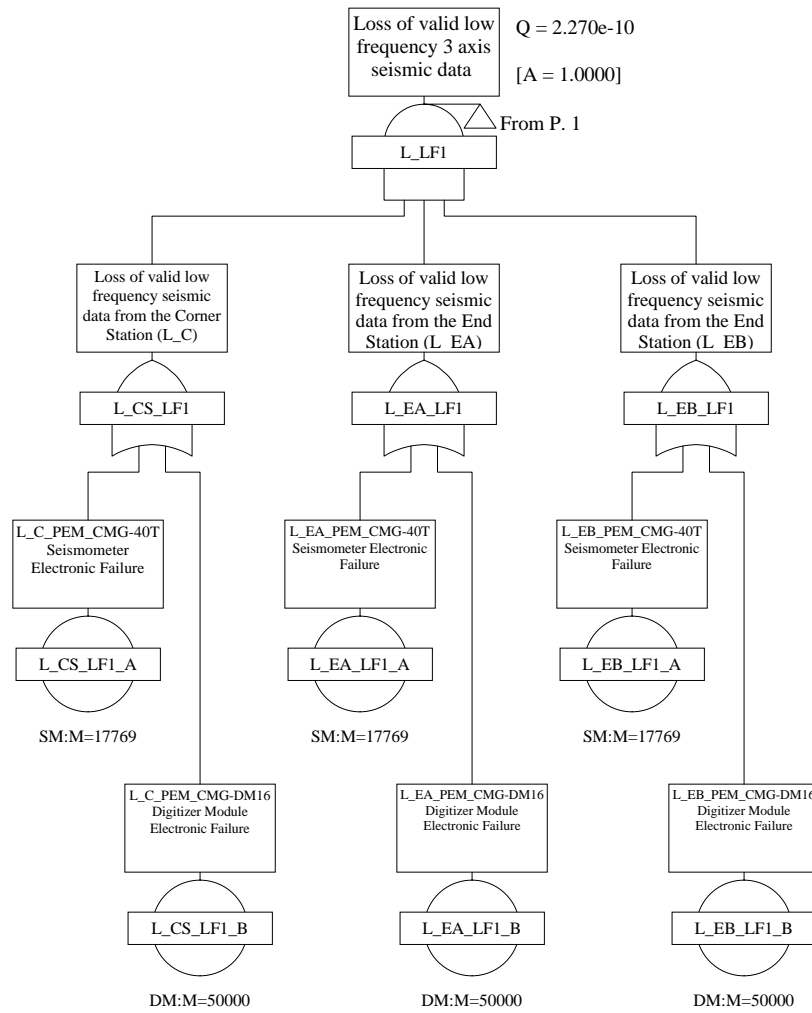 Loss of valid low
frequency 3 axis
seismic data
Q = 2.270e-10
[A = 1.0000]
From P. 1
L_LF1
Loss of valid low
frequency seismic
data from the Corner
Station (L_C)
Loss of valid low
frequency seismic
data from the End
Station (L_EA)
Loss of valid low
frequency seismic
data from the End
Station (L_EB)
L_CS_LF1
L_EA_LF1
L_EB_LF1
L_C_PEM_CMG-40T
Seismometer
Electronic Failure
L_EA_PEM_CMG-40T
Seismometer Electronic
Failure
L_EB_PEM_CMG-40T
Seismometer Electronic
Failure
L_CS_LF1_A
L_EA_LF1_A
L_EB_LF1_A
SM:M=17769
SM:M=17769
SM:M=17769
L_C_PEM_CMG-DM16
Digitizer Module
Electronic Failure
L_EA_PEM_CMG-DM16
Digitizer Module
Electronic Failure
L_EB_PEM_CMG-DM16
Digitizer Module
Electronic Failure
L_CS_LF1_B
L_EA_LF1_B
L_EB_LF1_B
DM:M=50000
DM:M=50000
DM:M=50000